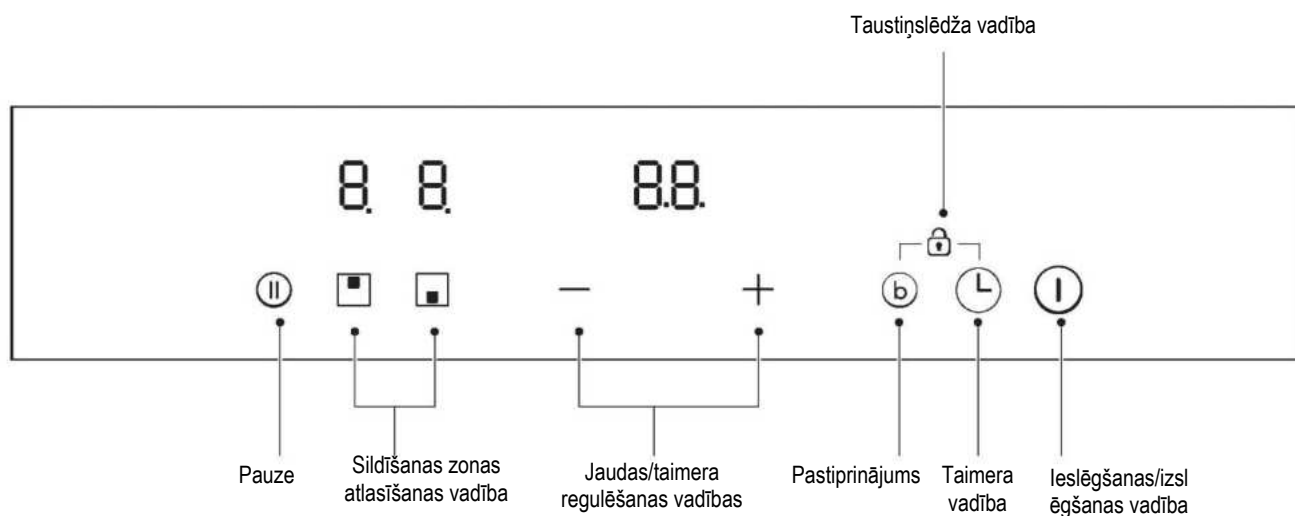 Taustiņslēdža vadība
8. 8. 8.8.
b
Pauze
Sildīšanas zonas
atlasīšanas vadība
Jaudas/taimera
regulēšanas vadības
Pastiprinājums
Taimera
vadība
Ieslēgšanas/izsl
ēgšanas vadība